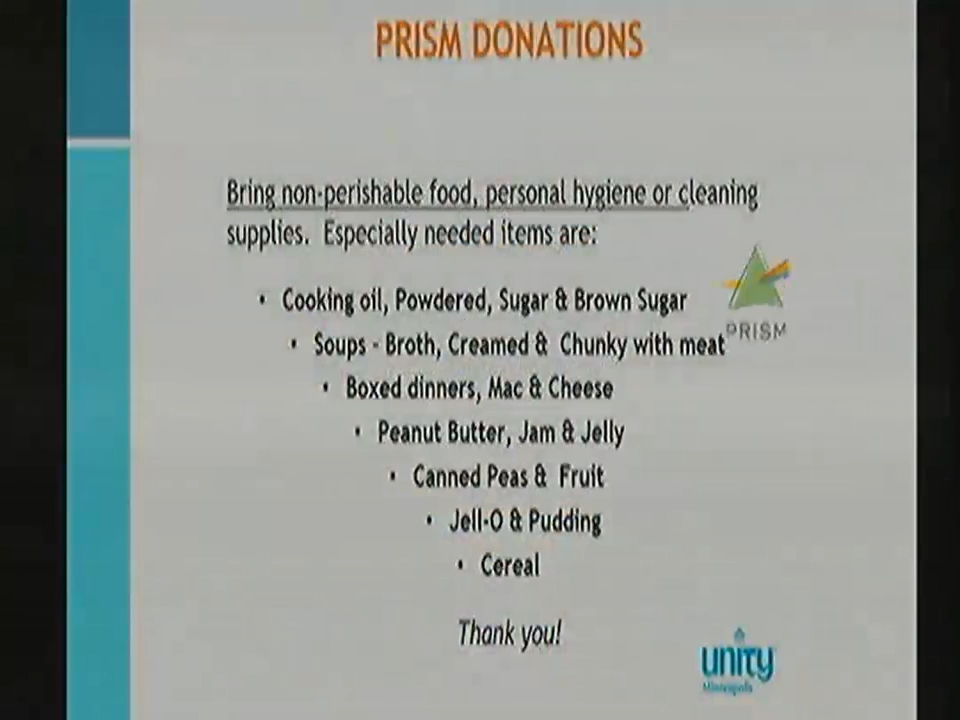 PRISM DONATIONS
Bring non-perishable food, personal hygiene or cleaning
supplies. Especially needed items are:
• Cooking oil, Powdered, Sugar & Brown Sugar
• Soups - Broth, Creamed & Chunky with meat
PRISM
• Boxed dinners, Mac & Cheese
• Peanut Butter, Jam & Jelly
• Canned Peas & Fruit
• Jell-O & Pudding
• Cereal
Thank you!
unity
Minneapolis